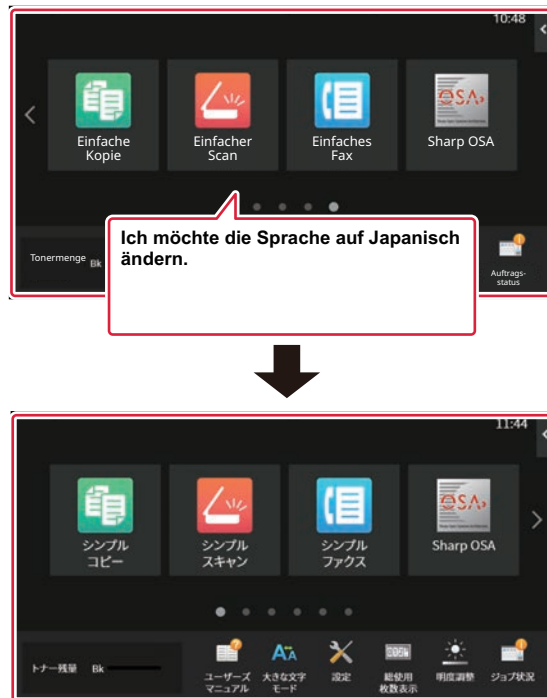 10:48
Einfache
Kopie
Einfacher
Scan
Einfaches
Fax
Sharp OSA
Ich möchte die Sprache auf Japanisch
ändern.
Tonermenge Bk
Auftrags-
status
11:44
シンプル
コピー
シンプル
スキャン
シンプル
ファクス
Sharp OSA
トナー残量 Bk
ユーザーズ
マニュアル
大きな文字
モード
設定
総使用
枚数表示
明度調整
ジョブ状況